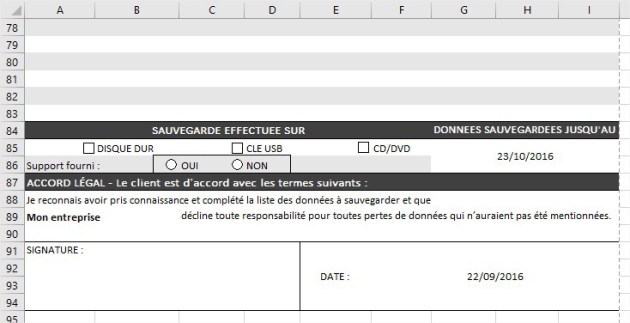 A B C D E F G H I
78
79
80
81
82
83
84 SAUVEGARDE EFFECTUEE SUR DONNEES SAUVEGARDEES JUSQU'AU
85 DISQUE DUR CLE USB CD/DVD
23/10/2016
86 Support fourni : OUI NON
87 ACCORD LÉGAL - Le client est d'accord avec les termes suivants :
88 Je reconnais avoir pris connaissance et complété la liste des données à sauvegarder et que
89 Mon entreprise décline toute responsabilité pour toutes pertes de données qui n'auraient pas été mentionnées.
90
91 SIGNATURE :
92 DATE : 22/09/2016
93
94
95